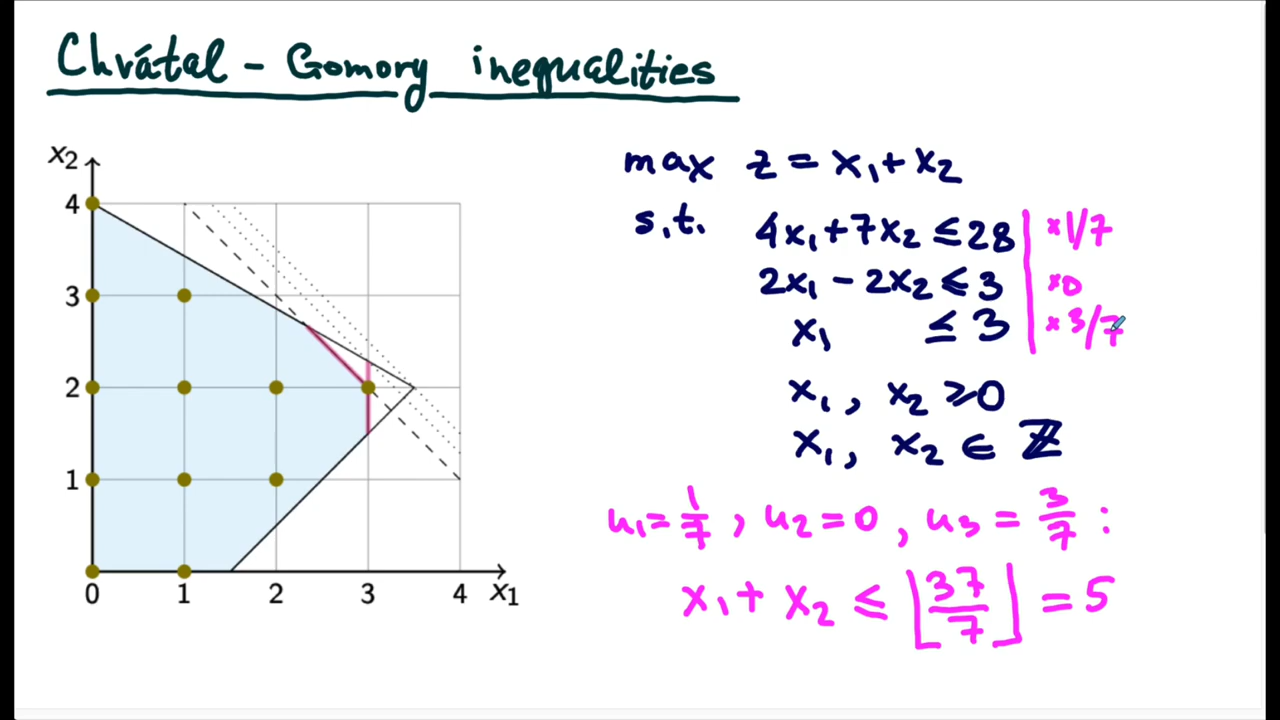 Chvátal - Gomory inequalities
x2
4
3
2
1
0 1 2 3 4 x1
max z = x1 + x2
s.t. 4x1 + 7x2 ≤ 28 | ×1/7
2x1 - 2x2 ≤ 3 | ×0
x1 ≤ 3 | ×3/7
x1, x2 ≥ 0
x1, x2 ∈ ℤ
u1 = 1/7, u2 = 0, u3 = 3/7 :
x1 + x2 ≤ ⌊37/7⌋ = 5